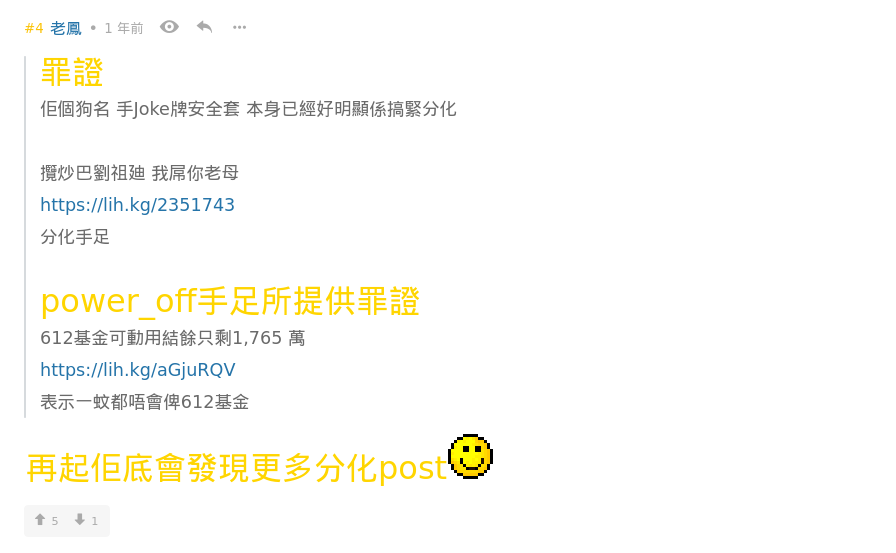 #4 老鳳 • 1 年前
罪證
佢個狗名 手Joke牌安全套 本身已經好明顯係搞緊分化
攬炒巴劉祖廸 我屌你老母
https://lih.kg/2351743
分化手足
power_off手足所提供罪證
612基金可動用結餘只剩1,765 萬
https://lih.kg/aGjuRQV
表示一蚊都唔會俾612基金
再起佢底會發現更多分化post
5 1